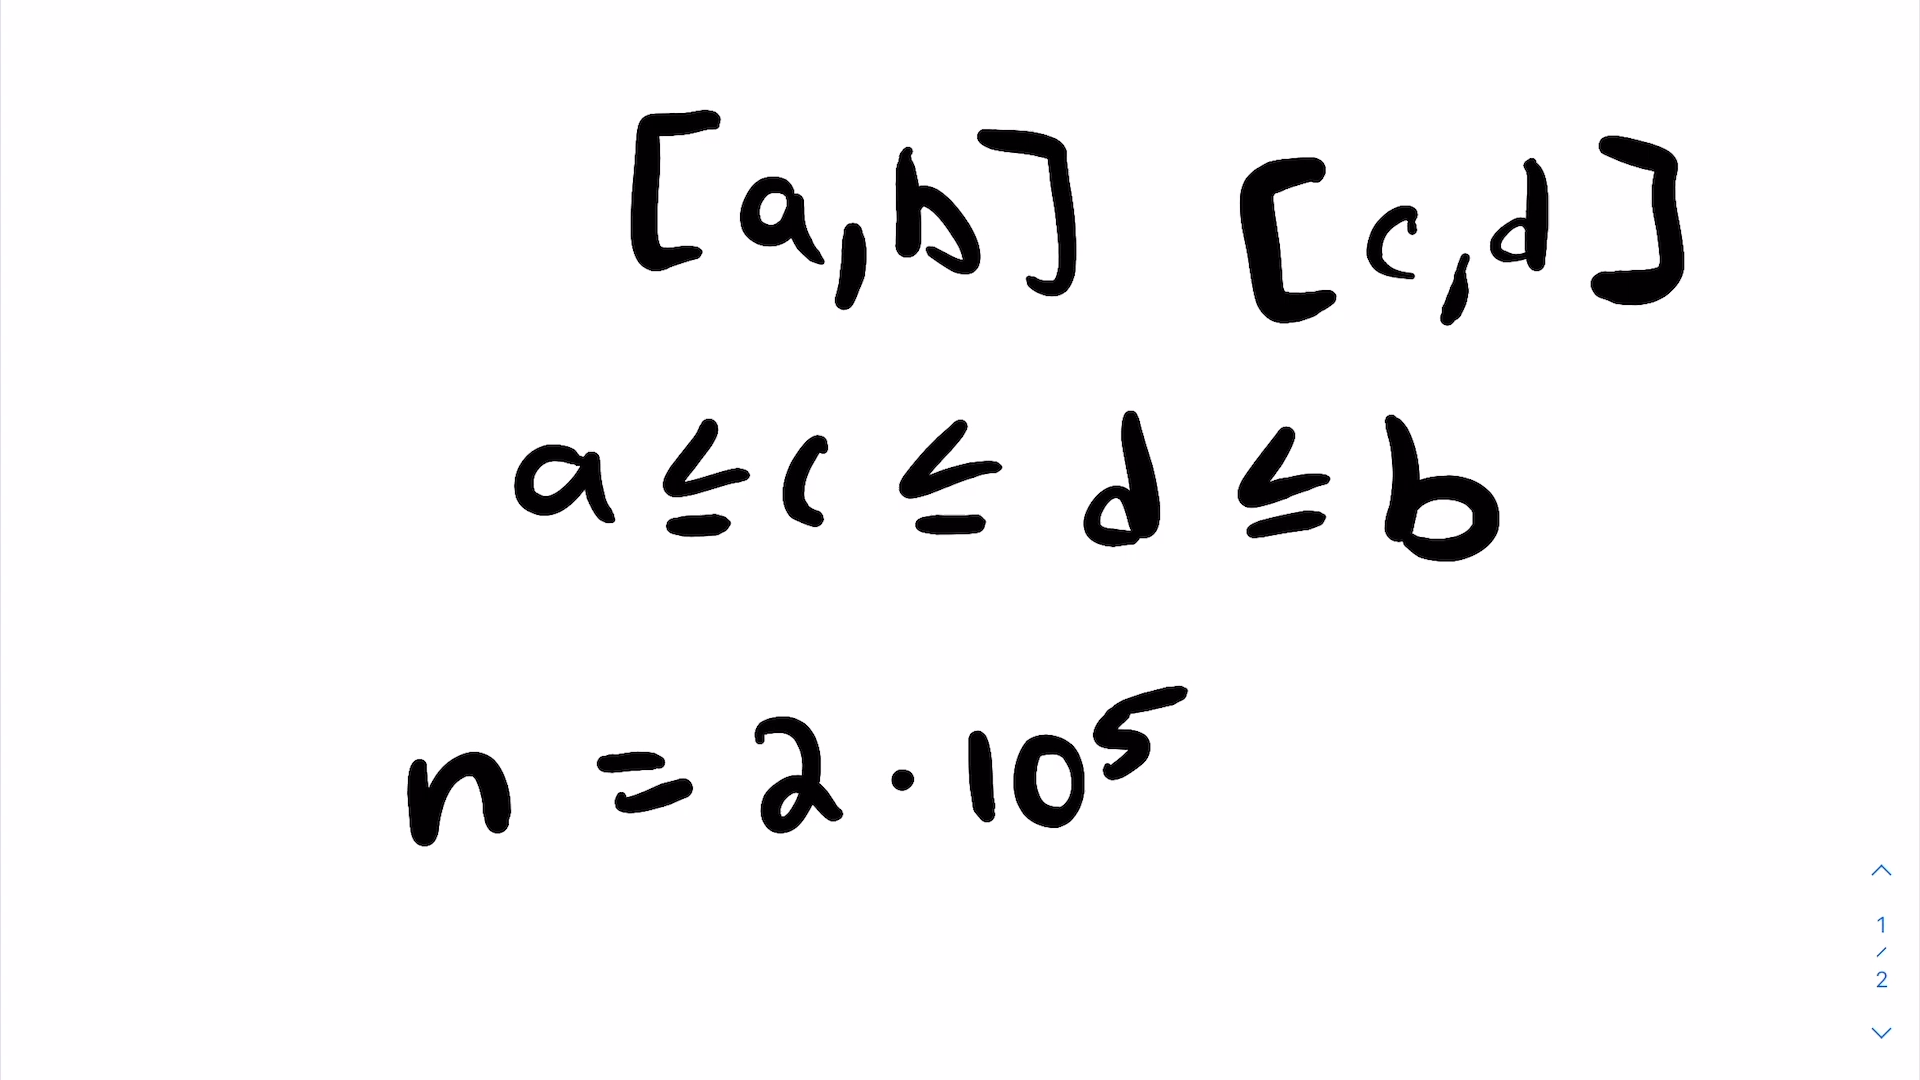 [a,b] [c,d]
a ≤ c ≤ d ≤ b
n = 2 · 10⁵
1
/
2